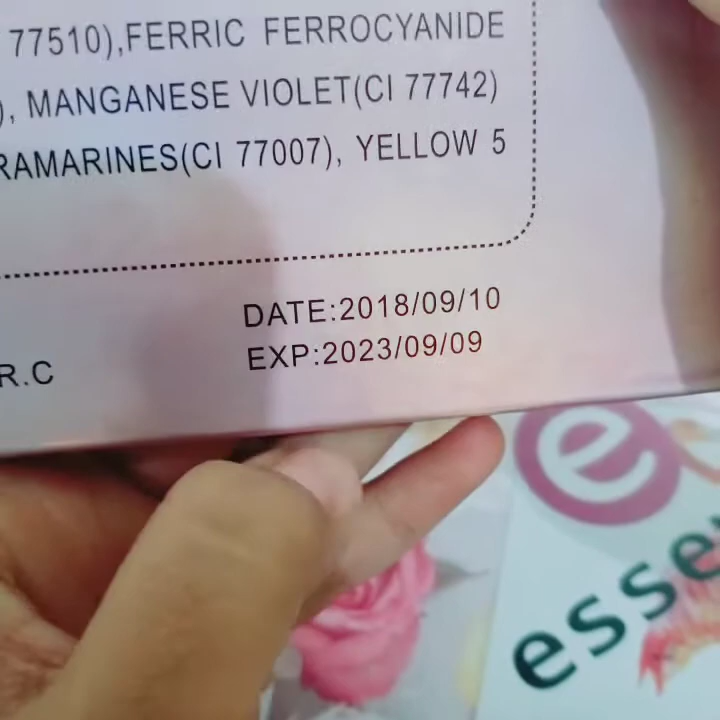 77510),FERRIC FERROCYANIDE
), MANGANESE VIOLET(CI 77742)
RAMARINES(CI 77007), YELLOW 5
DATE:2018/09/10
EXP:2023/09/09
R.C
e
esse